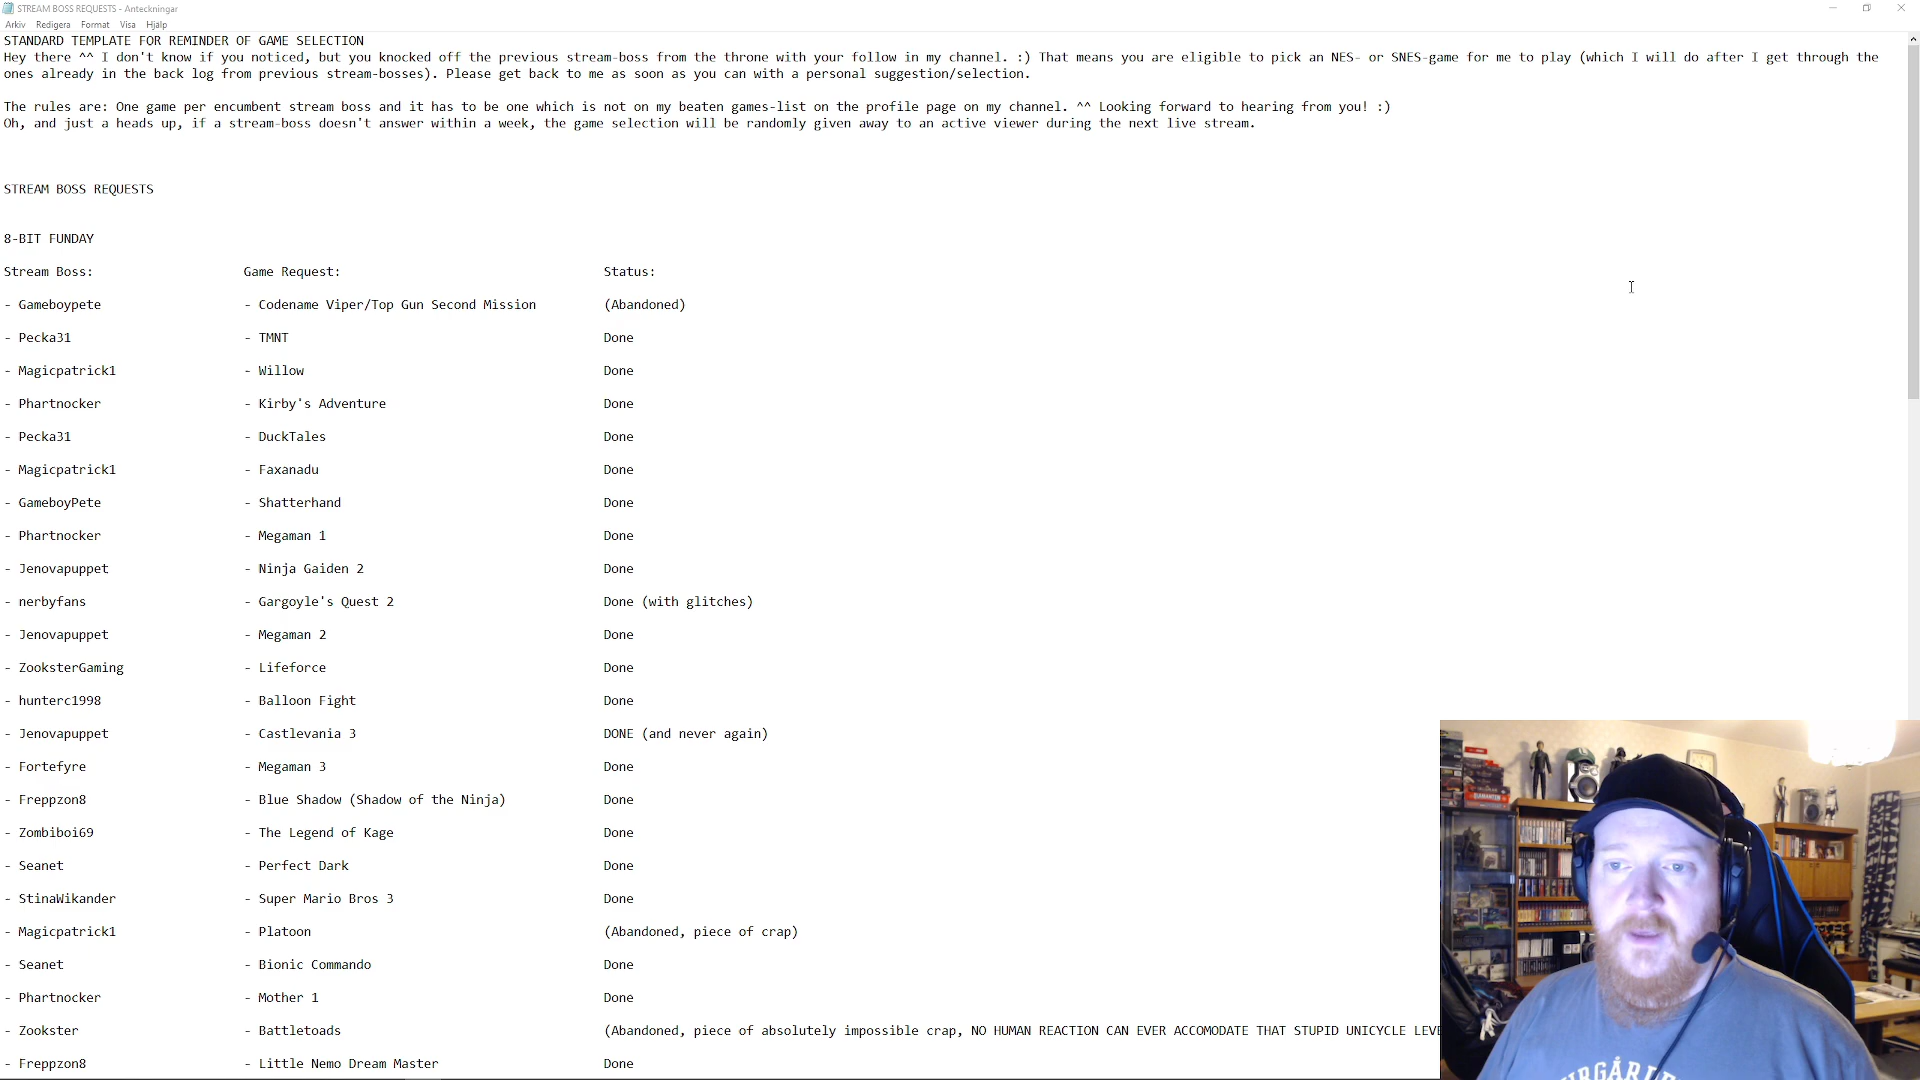 STREAM BOSS REQUESTS - Anteckningar
Arkiv Redigera Format Visa Hjälp
STANDARD TEMPLATE FOR REMINDER OF GAME SELECTION
Hey there ^^ I don't know if you noticed, but you knocked off the previous stream-boss from the throne with your follow in my channel. :) That means you are eligible to pick an NES- or SNES-game for me to play (which I will do after I get through the
ones already in the back log from previous stream-bosses). Please get back to me as soon as you can with a personal suggestion/selection.
The rules are: One game per encumbent stream boss and it has to be one which is not on my beaten games-list on the profile page on my channel. ^^ Looking forward to hearing from you! :)
Oh, and just a heads up, if a stream-boss doesn't answer within a week, the game selection will be randomly given away to an active viewer during the next live stream.
STREAM BOSS REQUESTS
8-BIT FUNDAY
Stream Boss: Game Request: Status:
- Gameboypete - Codename Viper/Top Gun Second Mission (Abandoned)
- Pecka31 - TMNT Done
- Magicpatrick1 - Willow Done
- Phartnocker - Kirby's Adventure Done
- Pecka31 - DuckTales Done
- Magicpatrick1 - Faxanadu Done
- GameboyPete - Shatterhand Done
- Phartnocker - Megaman 1 Done
- Jenovapuppet - Ninja Gaiden 2 Done
- nerbyfans - Gargoyle's Quest 2 Done (with glitches)
- Jenovapuppet - Megaman 2 Done
- ZooksterGaming - Lifeforce Done
- hunterc1998 - Balloon Fight Done
- Jenovapuppet - Castlevania 3 DONE (and never again)
- Fortefyre - Megaman 3 Done
- Freppzon8 - Blue Shadow (Shadow of the Ninja) Done
- Zombiboi69 - The Legend of Kage Done
- Seanet - Perfect Dark Done
- StinaWikander - Super Mario Bros 3 Done
- Magicpatrick1 - Platoon (Abandoned, piece of crap)
- Seanet - Bionic Commando Done
- Phartnocker - Mother 1 Done
- Zookster - Battletoads (Abandoned, piece of absolutely impossible crap, NO HUMAN REACTION CAN EVER ACCOMODATE THAT STUPID UNICYCLE LEVE
- Freppzon8 - Little Nemo Dream Master Done